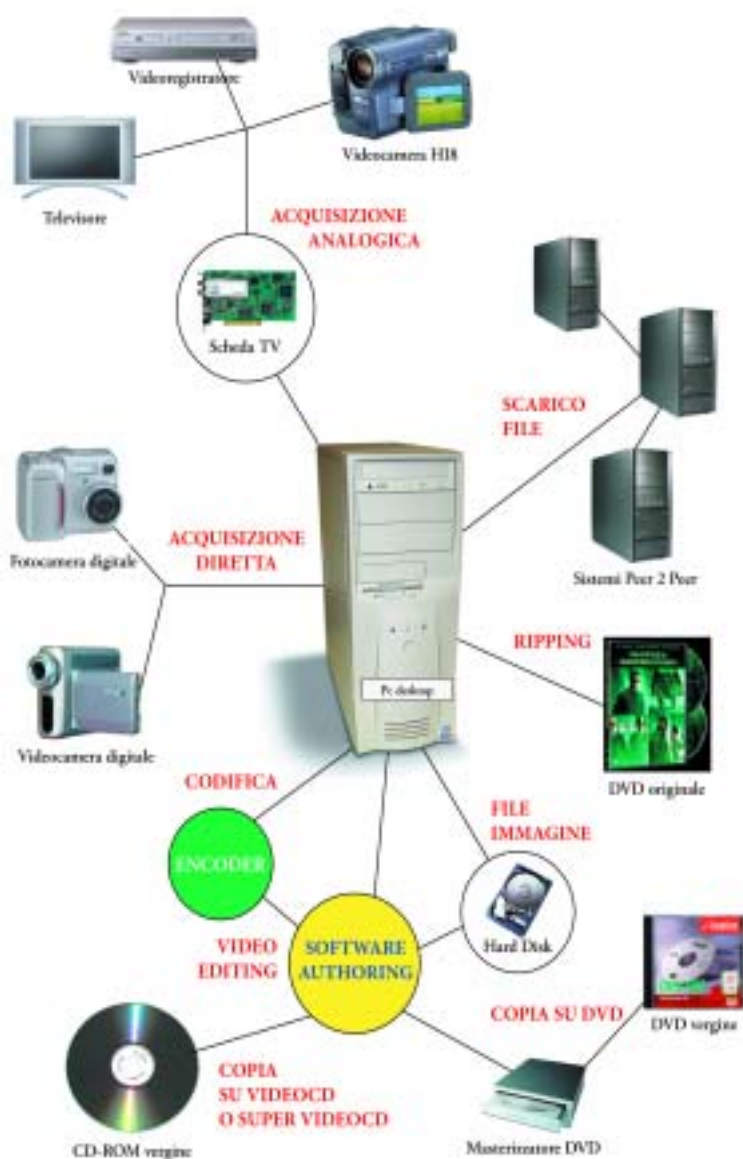 Videoregistratore
Videocamera HI8
Televisore
ACQUISIZIONE
ANALOGICA
Scheda TV
SCARICO
FILE
Fotocamera digitale
ACQUISIZIONE
DIRETTA
Sistemi Peer 2 Peer
RIPPING
Pc desktop
Videocamera digitale
DVD originale
CODIFICA
FILE
IMMAGINE
ENCODER
Hard Disk
VIDEO
EDITING
SOFTWARE
AUTHORING
COPIA SU DVD
DVD vergine
COPIA
SU VIDEOCD
O SUPER VIDEOCD
CD-ROM vergine
Masterizzatore DVD